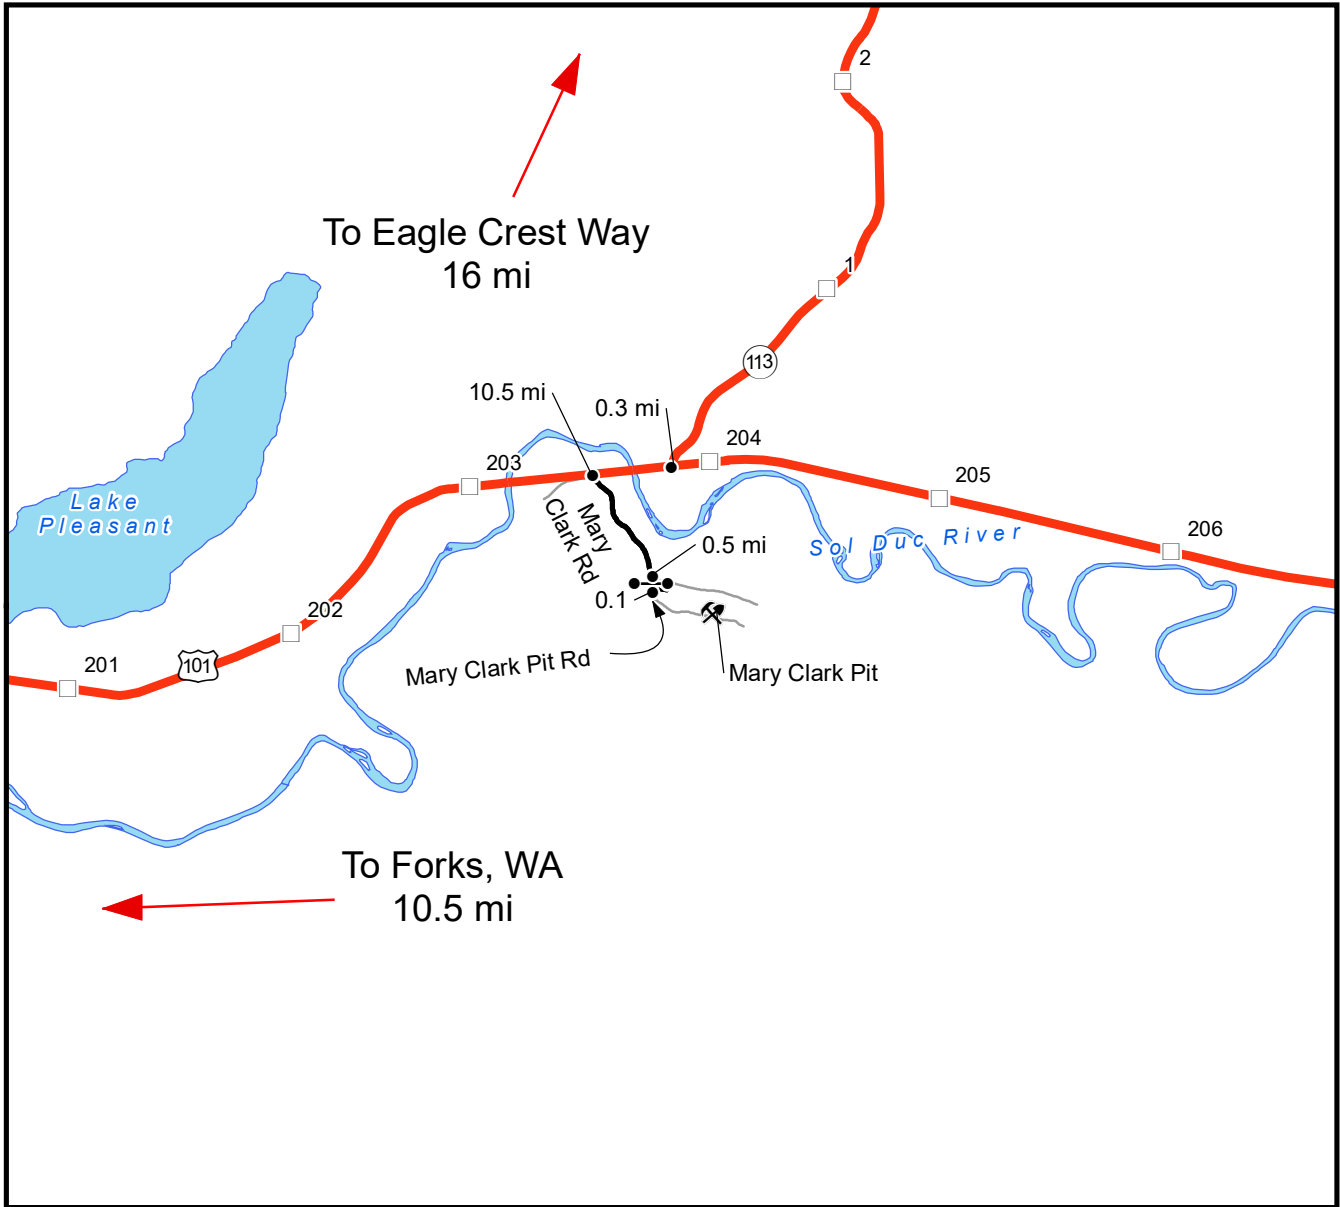 2
To Eagle Crest Way
16 mi
1
113
10.5 mi
0.3 mi
204
203
205
Lake
Pleasant
Mary
Clark Rd
Sol Duc River
206
0.5 mi
0.1
202
201
101
Mary Clark Pit Rd
Mary Clark Pit
To Forks, WA
10.5 mi